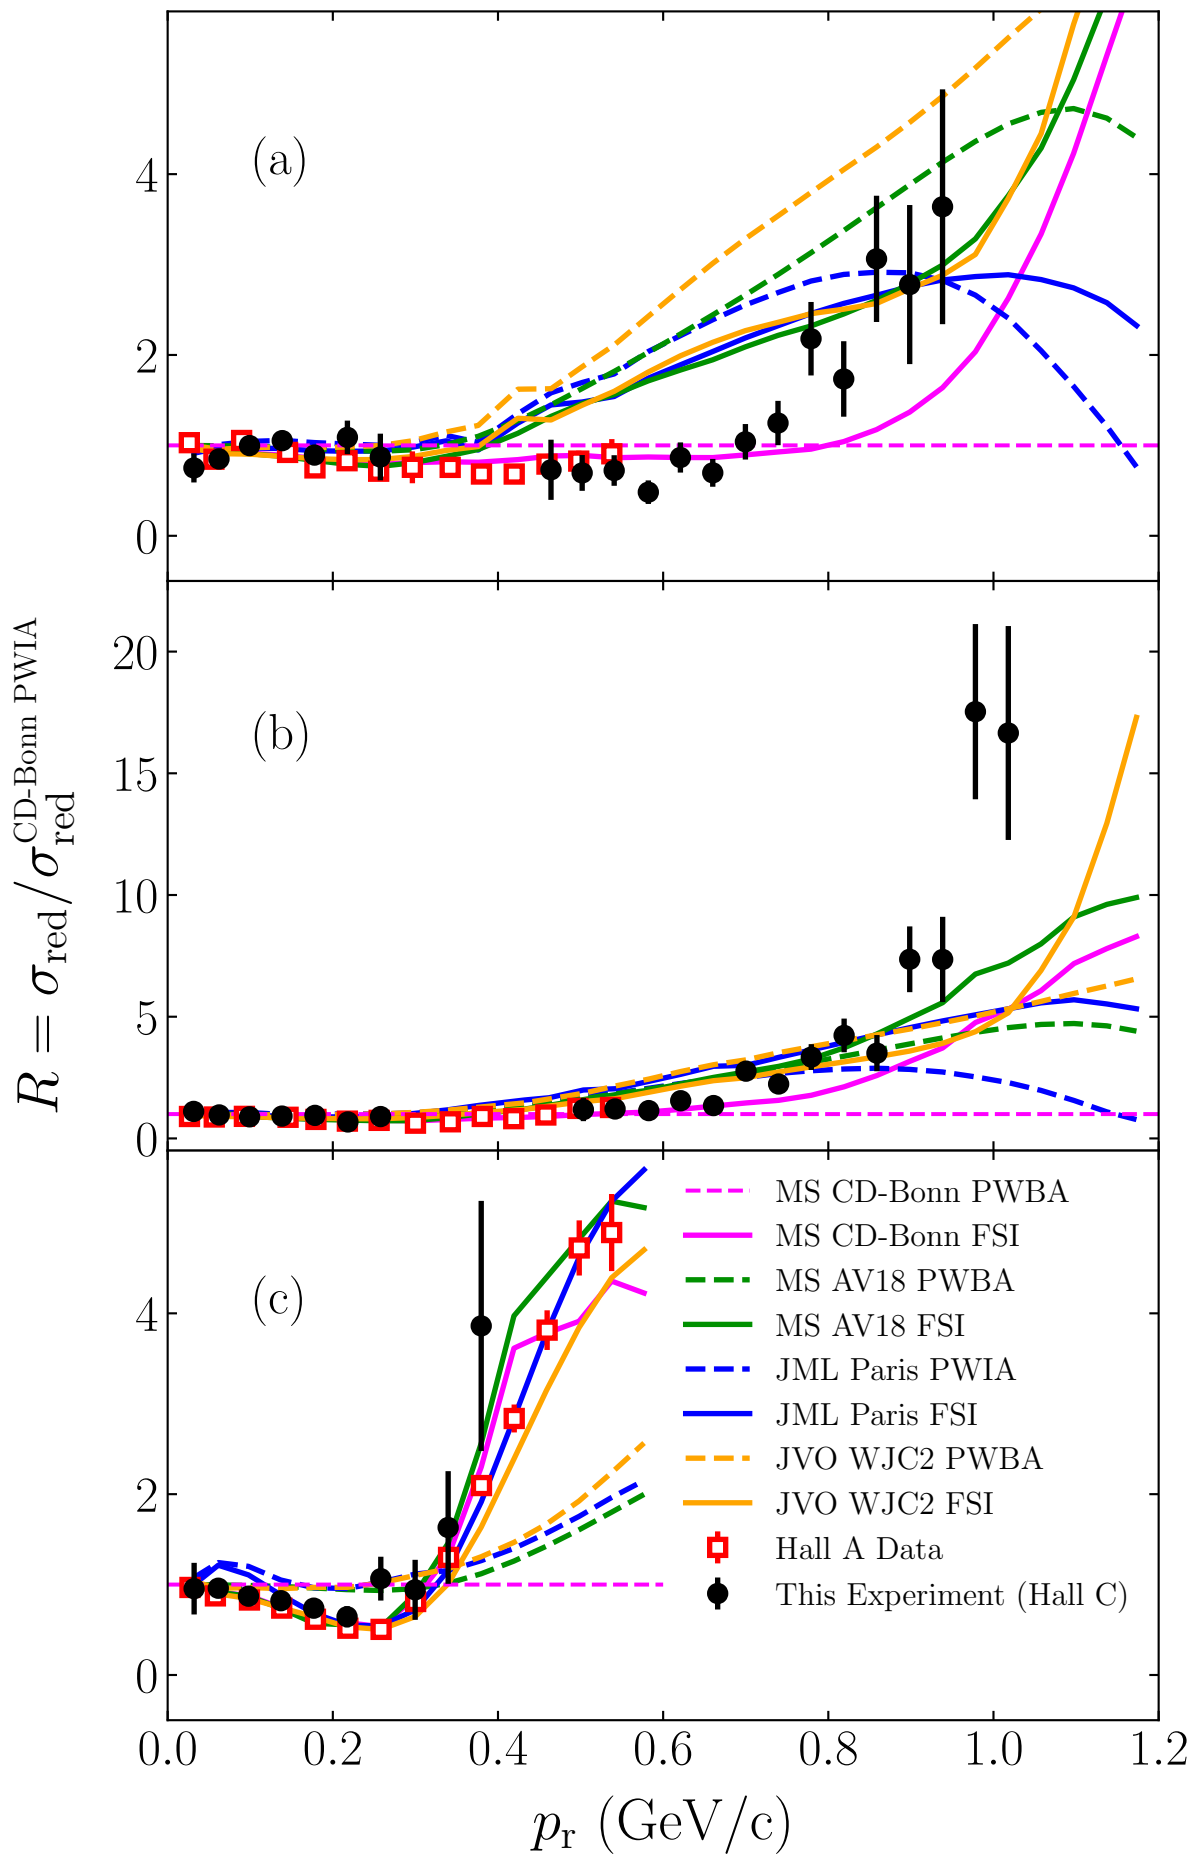 (a)
4
2
0
(b)
20
15
10
5
0
R = σred/σredCD-Bonn PWIA
(c)
4
2
0
MS CD-Bonn PWBA
MS CD-Bonn FSI
MS AV18 PWBA
MS AV18 FSI
JML Paris PWIA
JML Paris FSI
JVO WJC2 PWBA
JVO WJC2 FSI
Hall A Data
This Experiment (Hall C)
0.0 0.2 0.4 0.6 0.8 1.0 1.2
pr (GeV/c)